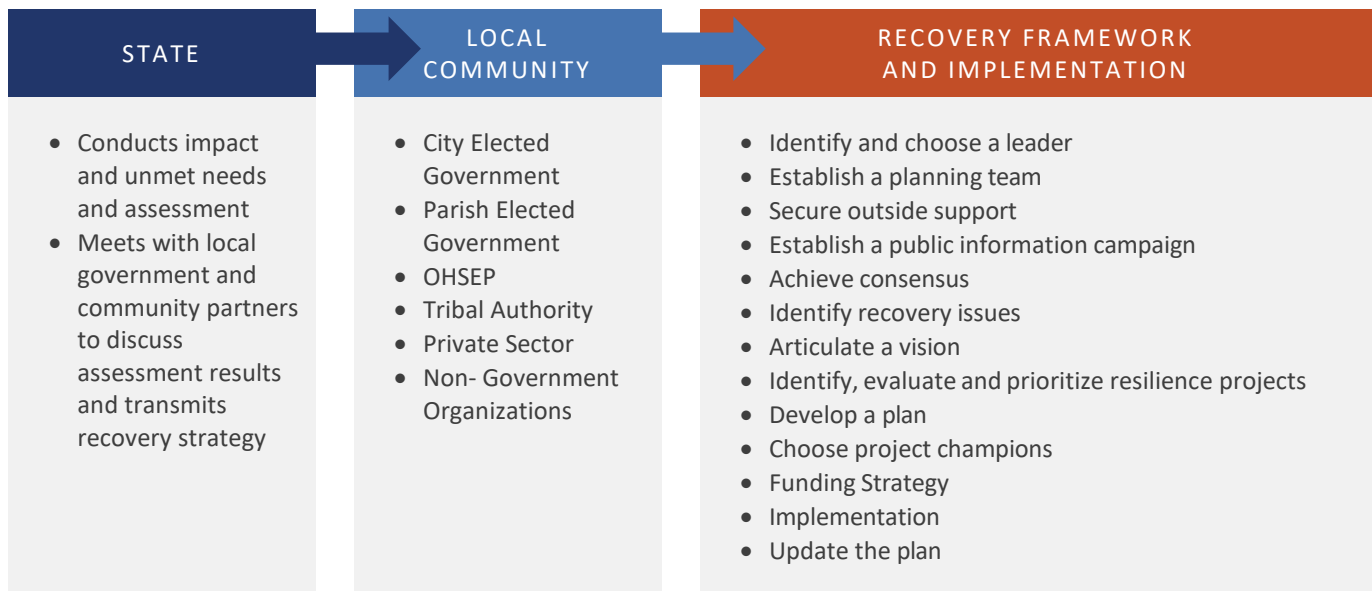 STATE
• Conducts impact
and unmet needs
and assessment
• Meets with local
government and
community partners
to discuss
assessment results
and transmits
recovery strategy
LOCAL
COMMUNITY
• City Elected
Government
• Parish Elected
Government
• OHSEP
• Tribal Authority
• Private Sector
• Non- Government
Organizations
RECOVERY FRAMEWORK
AND IMPLEMENTATION
• Identify and choose a leader
• Establish a planning team
• Secure outside support
• Establish a public information campaign
• Achieve consensus
• Identify recovery issues
• Articulate a vision
• Identify, evaluate and prioritize resilience projects
• Develop a plan
• Choose project champions
• Funding Strategy
• Implementation
• Update the plan